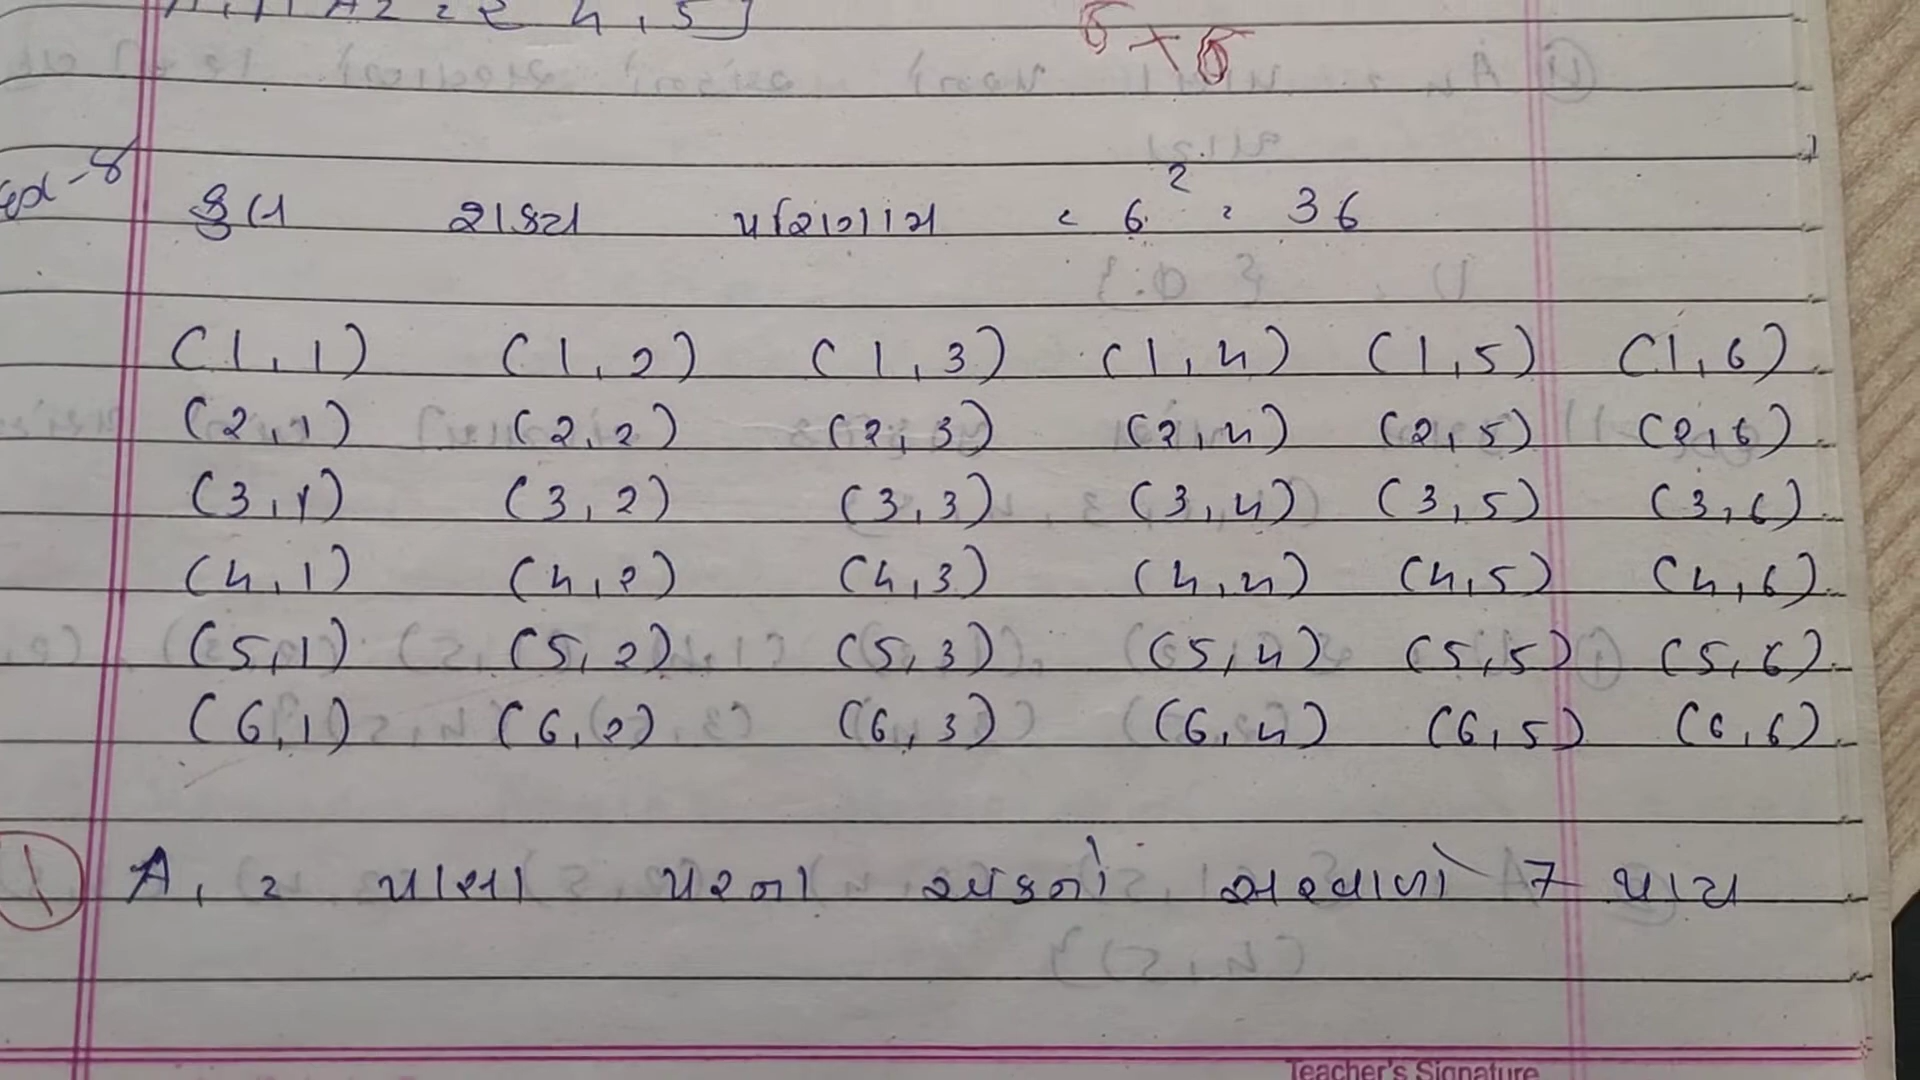 6 × 6
Ex-8 કુલ શક્ય પરિણામ = 6² = 36
(1,1) (1,2) (1,3) (1,4) (1,5) (1,6)
(2,1) (2,2) (2,3) (2,4) (2,5) (2,6)
(3,1) (3,2) (3,3) (3,4) (3,5) (3,6)
(4,1) (4,2) (4,3) (4,4) (4,5) (4,6)
(5,1) (5,2) (5,3) (5,4) (5,5) (5,6)
(6,1) (6,2) (6,3) (6,4) (6,5) (6,6)
1 A₁ = પાસા પરના અંકનો સરવાળો 7 થાય
Teacher's Signature